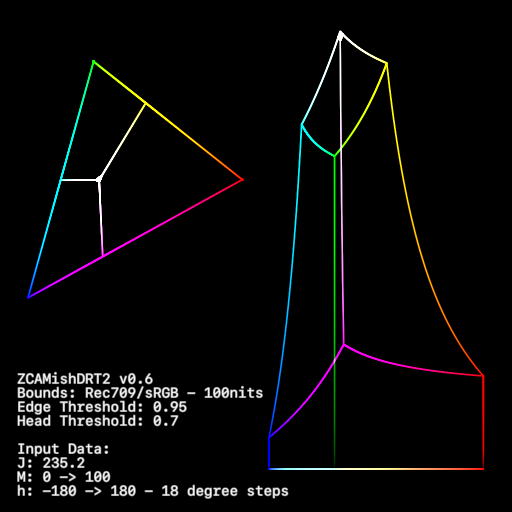 ZCAMishDRT2 v0.6
Bounds: Rec709/sRGB - 100nits
Edge Threshold: 0.95
Head Threshold: 0.7
Input Data:
J: 235.2
M: 0 -> 100
h: -180 -> 180 - 18 degree steps